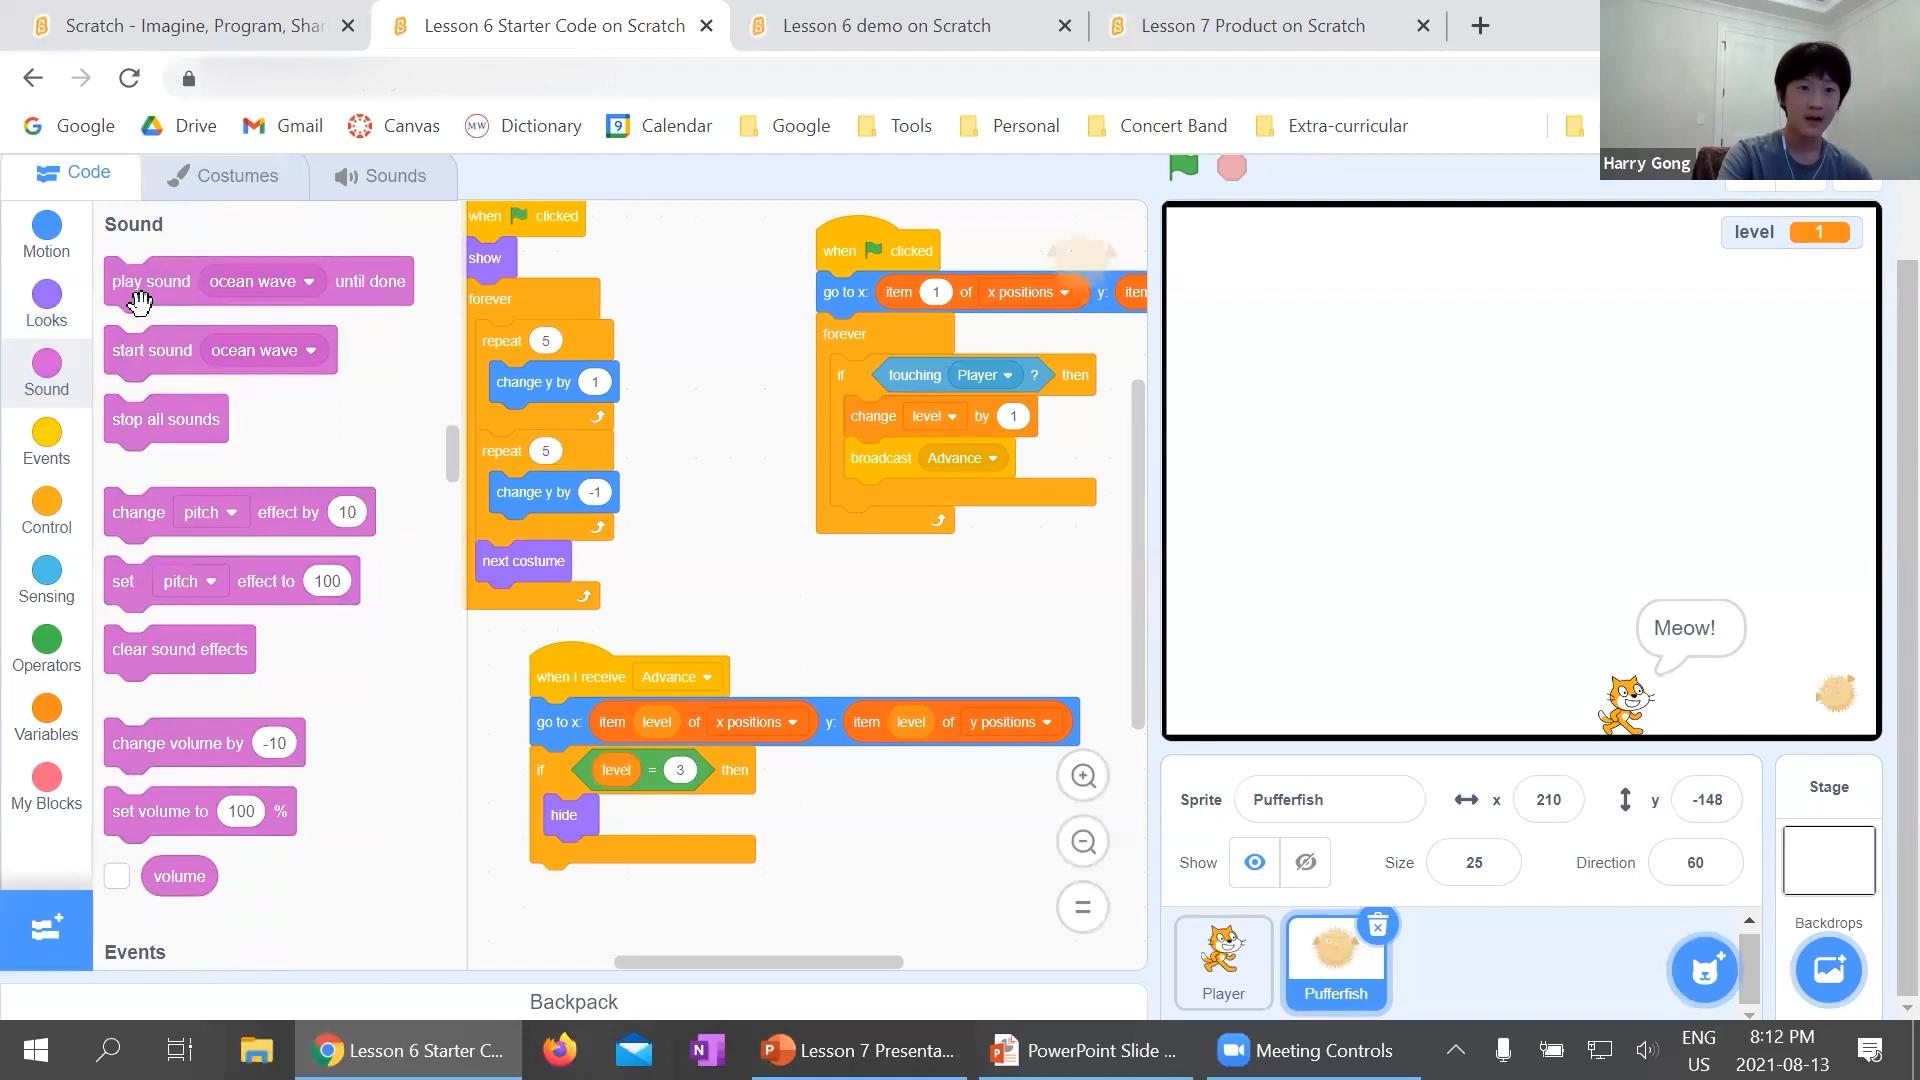 Scratch - Imagine, Program, Shar
Lesson 6 Starter Code on Scratch
Lesson 6 demo on Scratch
Lesson 7 Product on Scratch
Google
Drive
Gmail
Canvas
MW Dictionary
9 Calendar
Google
Tools
Personal
Concert Band
Extra-curricular
Harry Gong
Code
Costumes
Sounds
Motion
Looks
Sound
Events
Control
Sensing
Operators
Variables
My Blocks
Sound
play sound ocean wave until done
start sound ocean wave
stop all sounds
change pitch effect by 10
set pitch effect to 100
clear sound effects
change volume by -10
set volume to 100 %
volume
Events
when clicked
show
forever
repeat 5
change y by 1
repeat 5
change y by -1
next costume
when clicked
go to x: item 1 of x positions y: item
forever
if touching Player ? then
change level by 1
broadcast Advance
when I receive Advance
go to x: item level of x positions y: item level of y positions
if level = 3 then
hide
Backpack
level 1
Meow!
Sprite Pufferfish x 210 y -148
Show Size 25 Direction 60
Player
Pufferfish
Stage
Backdrops
Lesson 6 Starter C...
Lesson 7 Presenta...
PowerPoint Slide ...
Meeting Controls
ENG
US
8:12 PM
2021-08-13